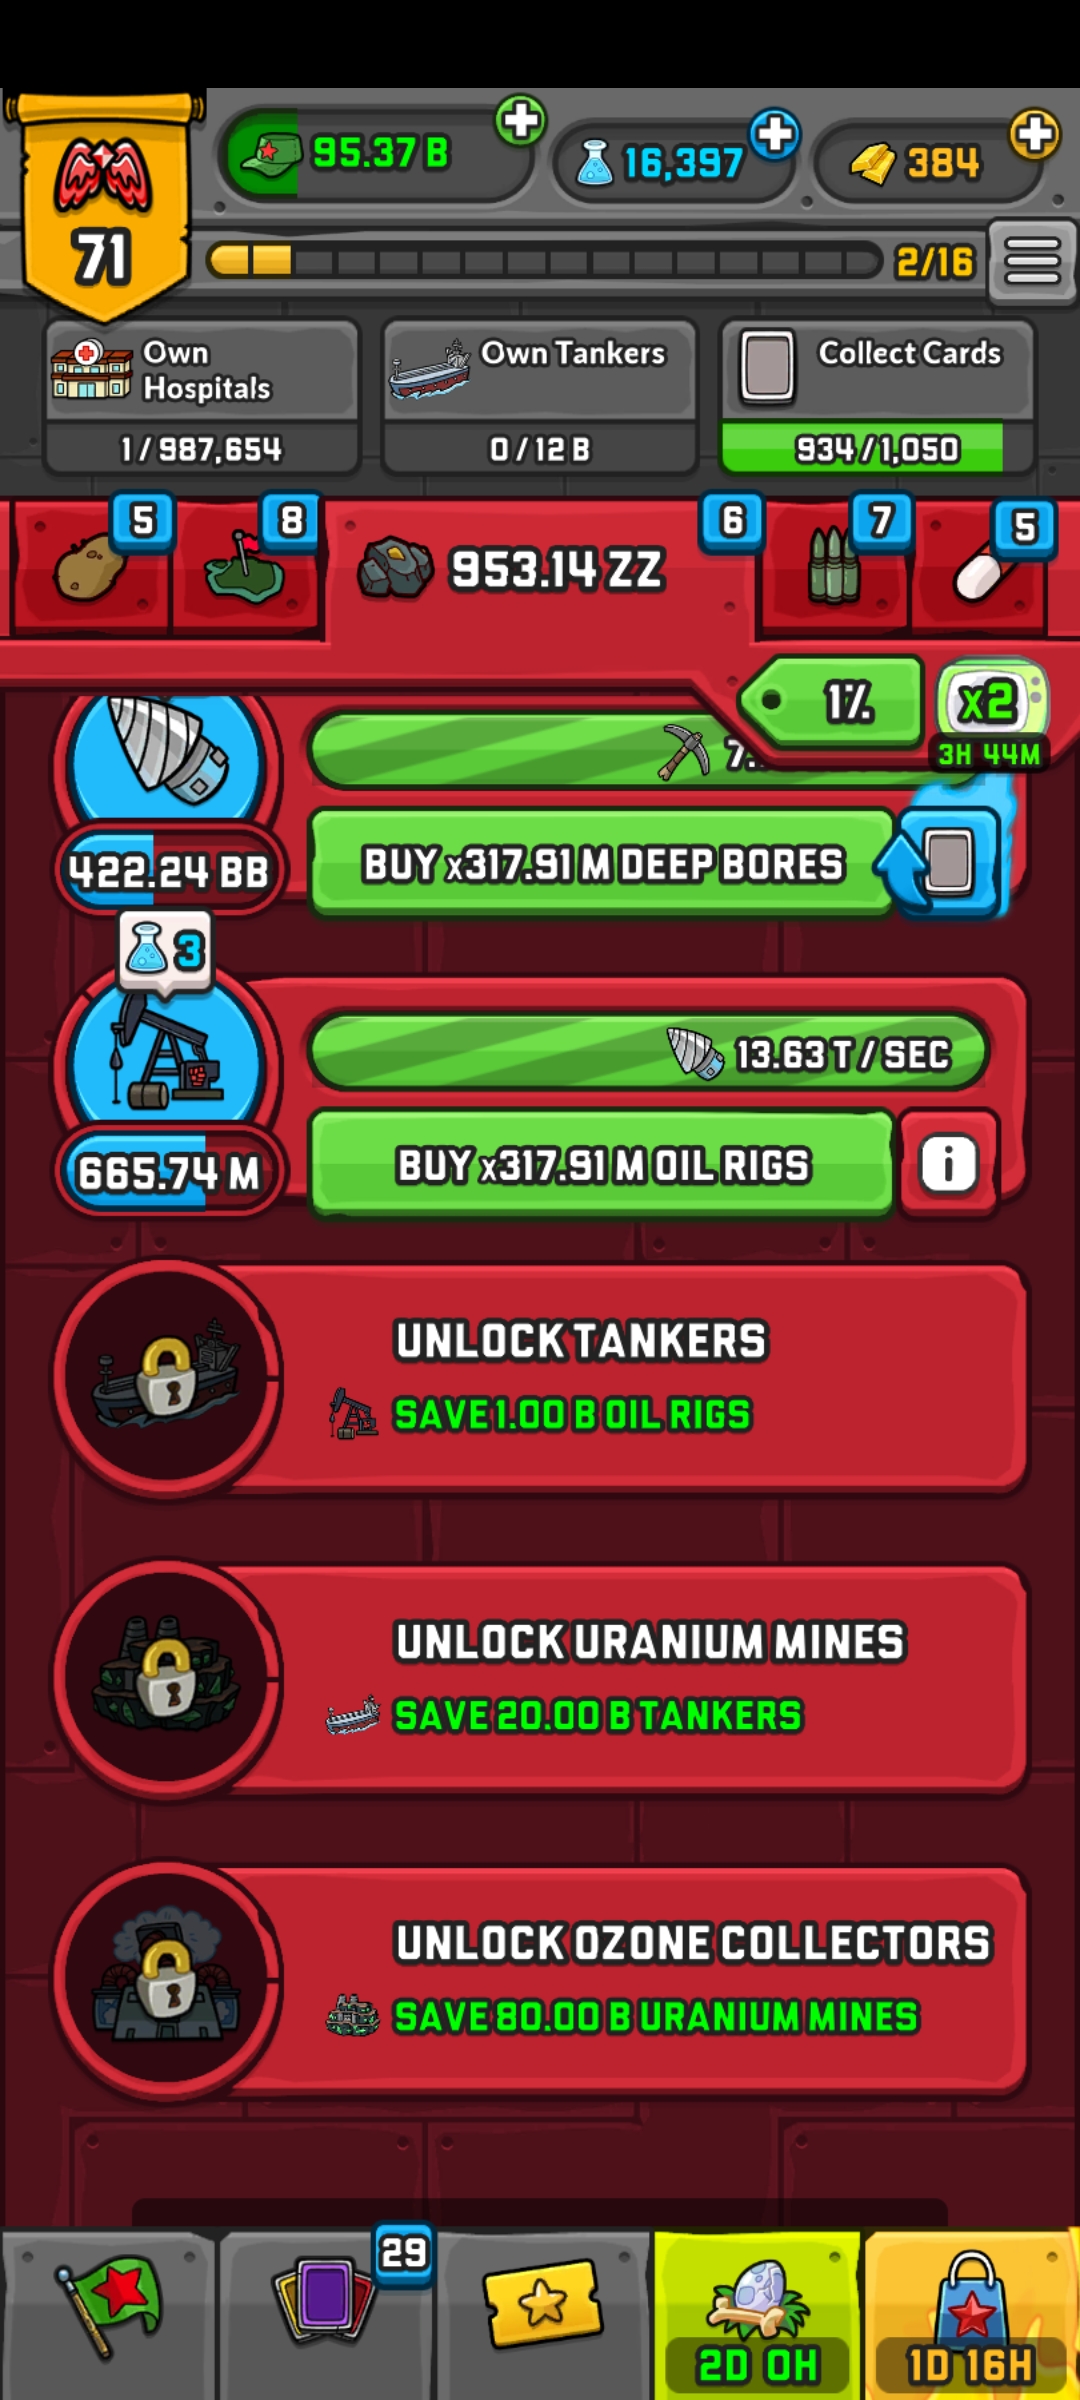 95.37 B
16,397
384
71
2/16
Own
Hospitals
1 / 987,654
Own Tankers
0 / 12 B
Collect Cards
934 / 1,050
5
8
953.14 ZZ
6
7
5
1%
x2
3H 44M
422.24 BB
BUY x317.91 M DEEP BORES
3
13.63 T / SEC
665.74 M
BUY x317.91 M OIL RIGS
i
UNLOCK TANKERS
SAVE 1.00 B OIL RIGS
UNLOCK URANIUM MINES
SAVE 20.00 B TANKERS
UNLOCK OZONE COLLECTORS
SAVE 80.00 B URANIUM MINES
29
2D 0H
1D 16H